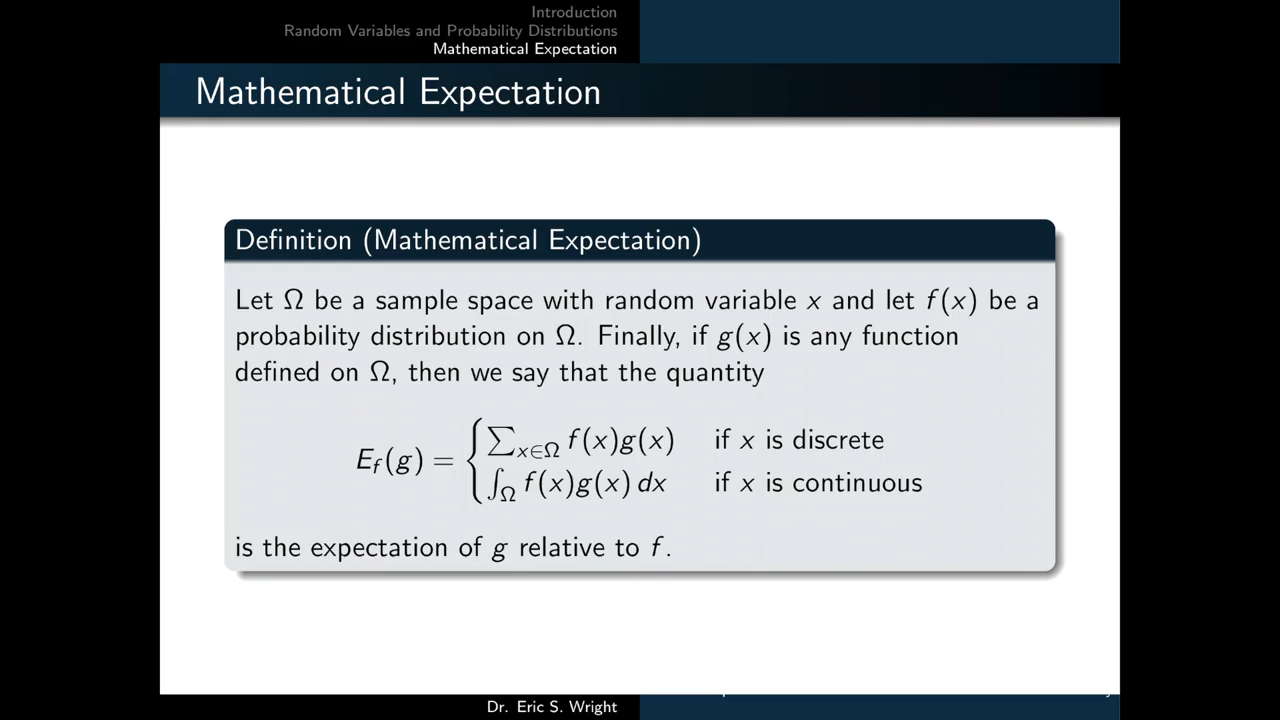 Introduction
Random Variables and Probability Distributions
Mathematical Expectation
Mathematical Expectation
Definition (Mathematical Expectation)
Let Ω be a sample space with random variable x and let f(x) be a
probability distribution on Ω. Finally, if g(x) is any function
defined on Ω, then we say that the quantity
E_f(g) = { ∑_{x∈Ω} f(x)g(x) if x is discrete
∫_Ω f(x)g(x) dx if x is continuous
is the expectation of g relative to f.
Dr. Eric S. Wright